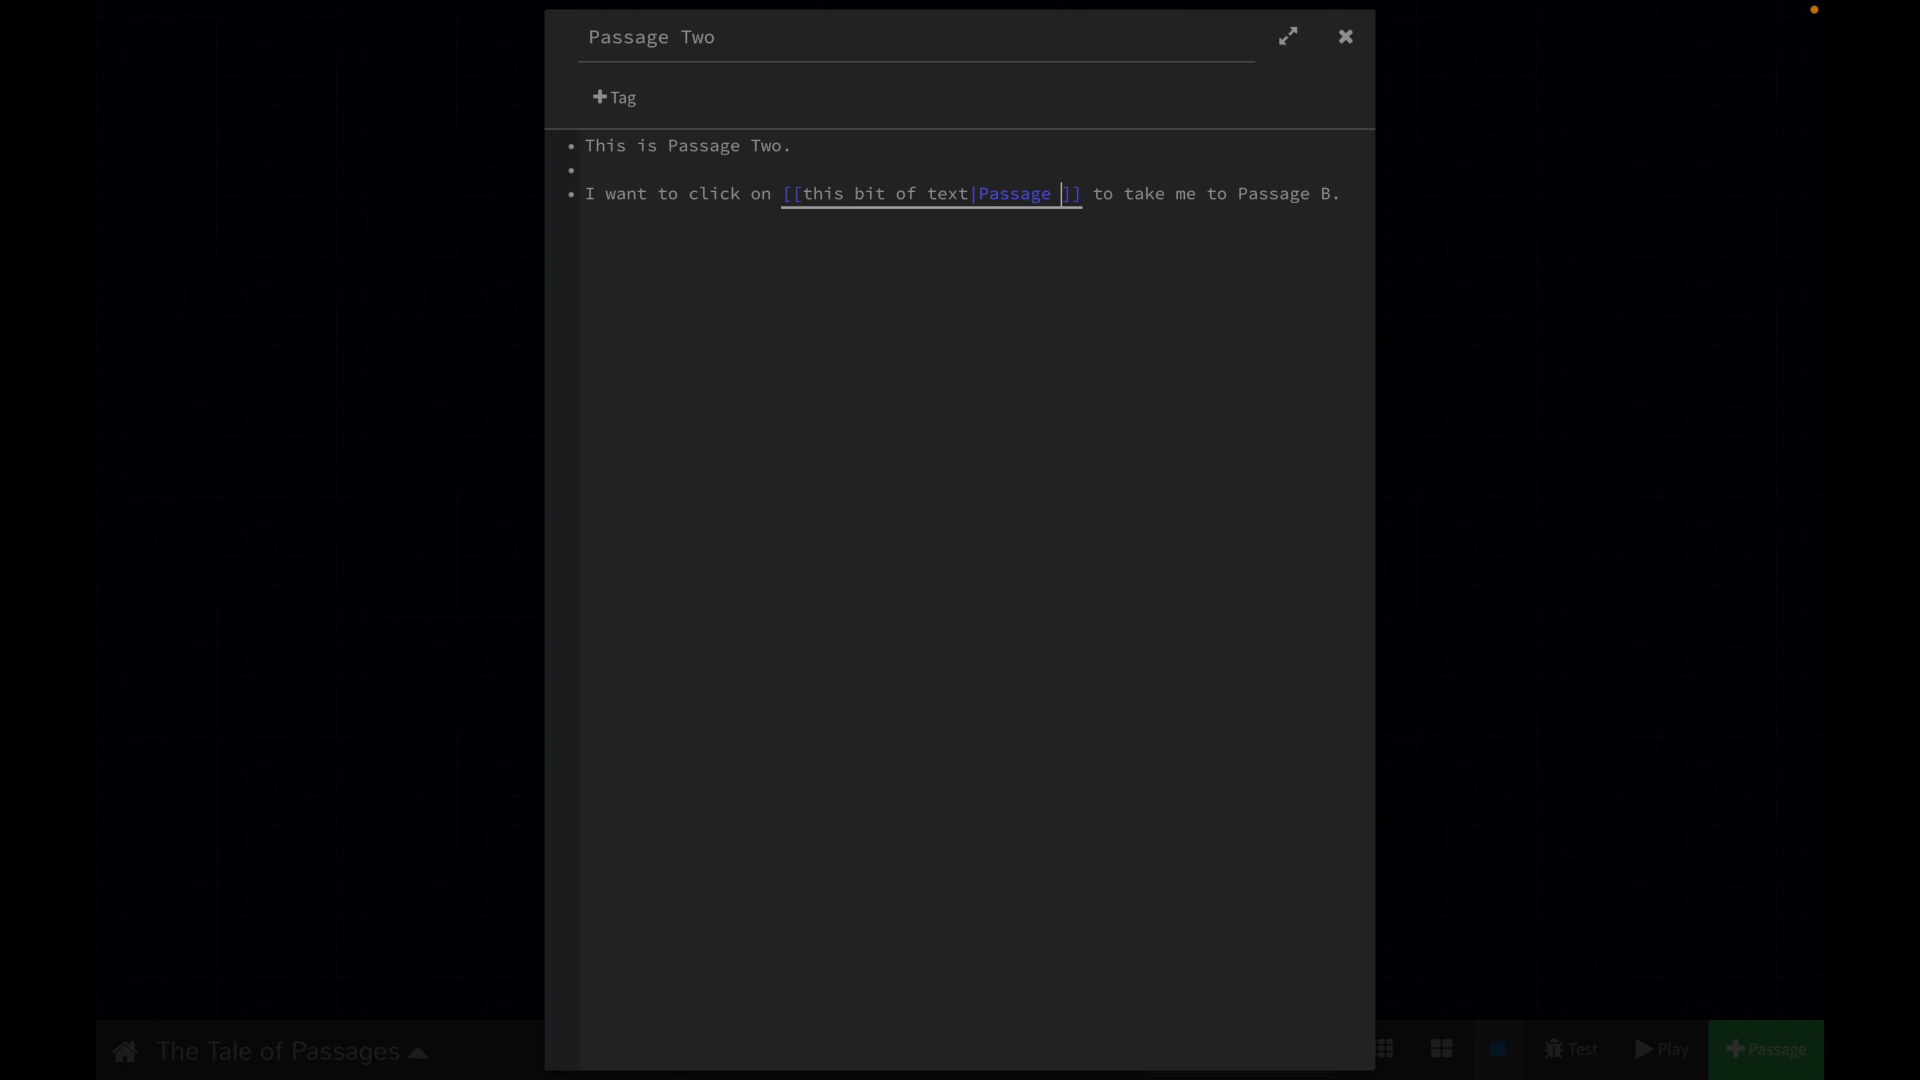 Passage Two
Tag
This is Passage Two.
I want to click on [[this bit of text|Passage ]] to take me to Passage B.
The Tale of Passages
Test
Play
Passage